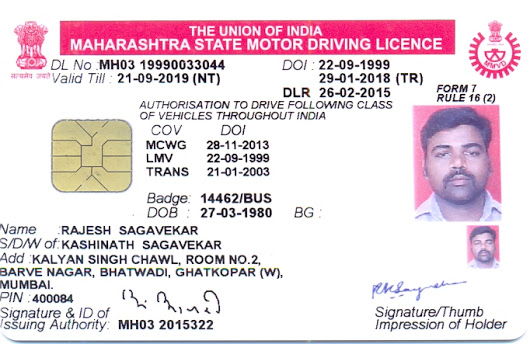 THE UNION OF INDIA
MAHARASHTRA STATE MOTOR DRIVING LICENCE
DL No :MH03 19990033044 DOI : 22-09-1999
Valid Till : 21-09-2019 (NT) 29-01-2018 (TR)
DLR 26-02-2015
FORM 7
RULE 16 (2)
AUTHORISATION TO DRIVE FOLLOWING CLASS
OF VEHICLES THROUGHOUT INDIA
COV DOI
MCWG 28-11-2013
LMV 22-09-1999
TRANS 21-01-2003
Badge: 14462/BUS
DOB : 27-03-1980 BG :
Name :RAJESH SAGAVEKAR
S/D/W of :KASHINATH SAGAVEKAR
Add :KALYAN SINGH CHAWL, ROOM NO.2,
BARVE NAGAR, BHATWADI, GHATKOPAR (W),
MUMBAI.
PIN :400084
Signature & ID of
Issuing Authority: MH03 2015322
Signature/Thumb
Impression of Holder